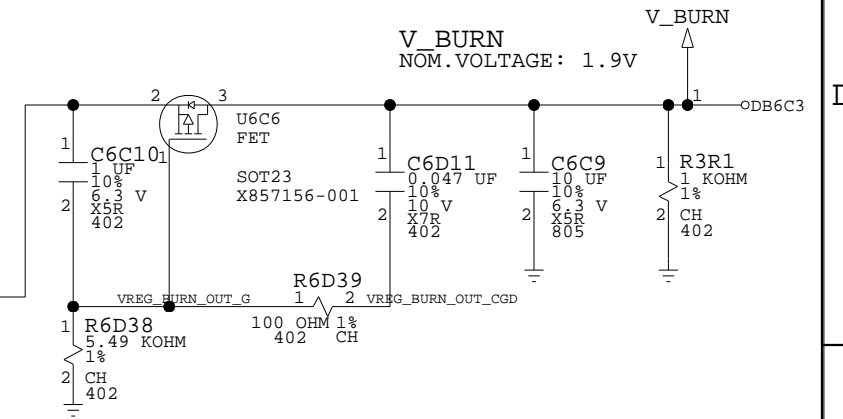 V_BURN
V_BURN
NOM.VOLTAGE: 1.9V
2
3
1
DB6C3
U6C6
FET
SOT23
X857156-001
1
1
C6C10
1 UF
10%
6.3 V
X5R
402
2
1
C6D11
0.047 UF
10%
10 V
X7R
402
2
1
C6C9
10 UF
10%
6.3 V
X5R
805
2
1
R3R1
1 KOHM
1%
CH
402
2
R6D39
VREG_BURN_OUT_G
1
2
VREG_BURN_OUT_CGD
100 OHM 1%
402 CH
1
R6D38
5.49 KOHM
1%
2
CH
402